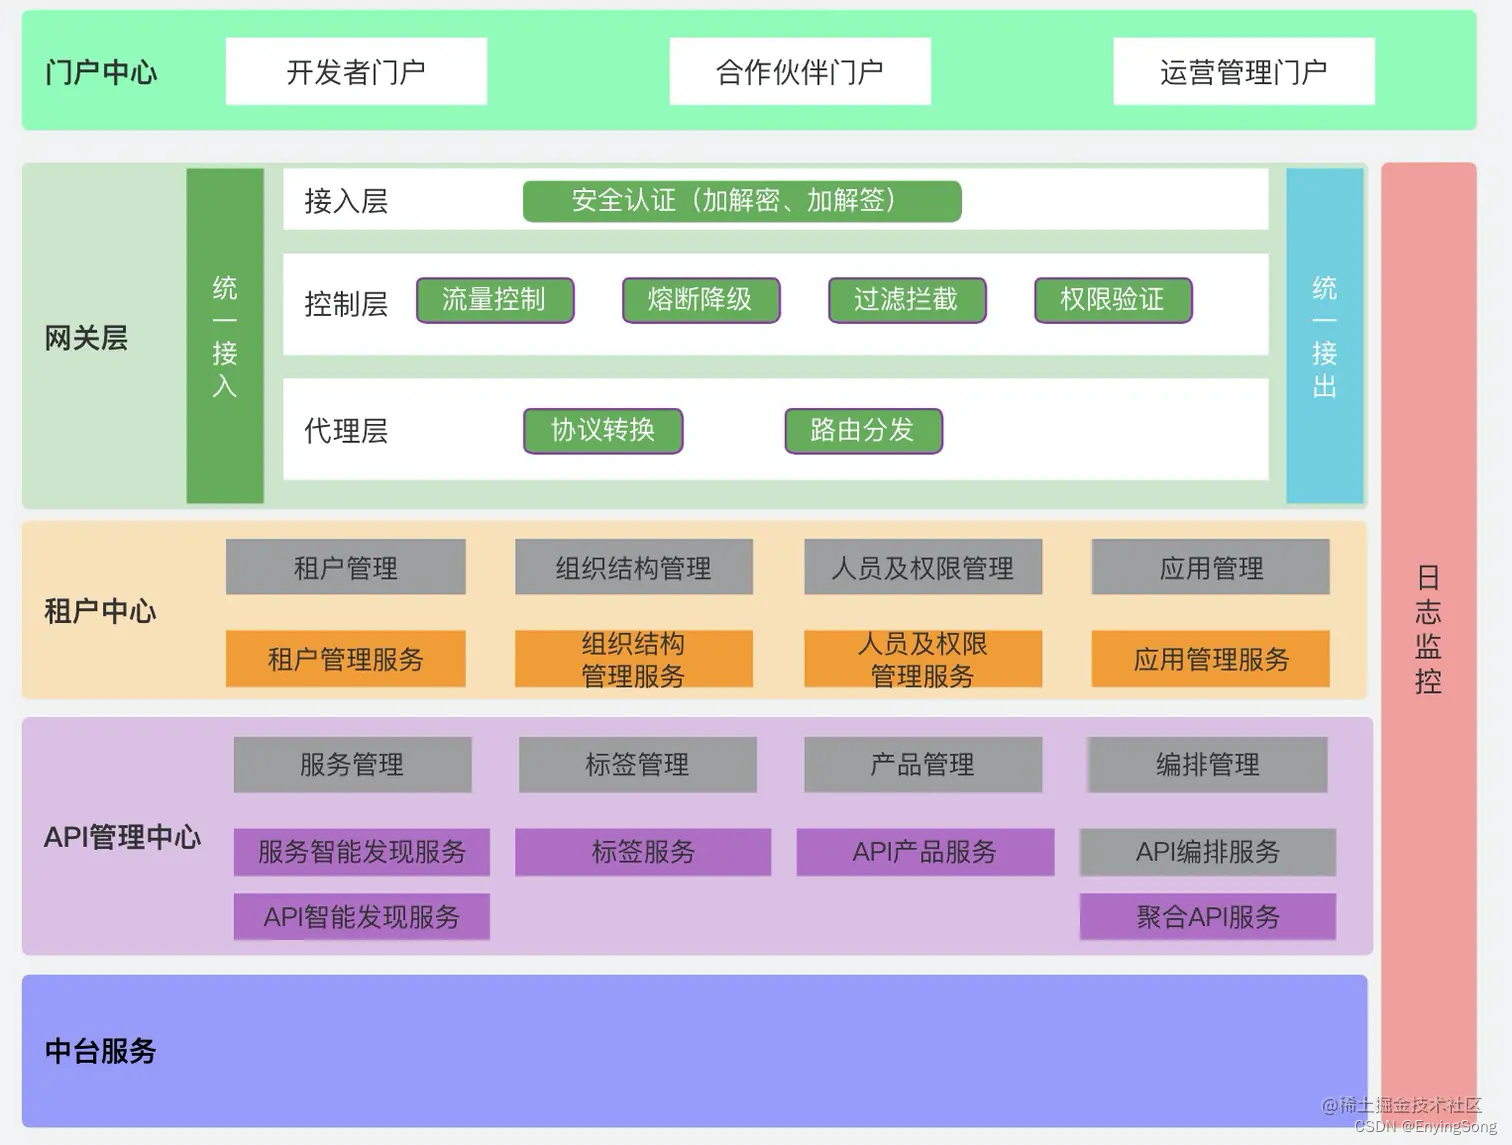 门户中心
开发者门户
合作伙伴门户
运营管理门户
网关层
统一接入
接入层
安全认证（加解密、加解签）
控制层
流量控制
熔断降级
过滤拦截
权限验证
代理层
协议转换
路由分发
统一接出
日志监控
租户中心
租户管理
组织结构管理
人员及权限管理
应用管理
租户管理服务
组织结构
管理服务
人员及权限
管理服务
应用管理服务
API管理中心
服务管理
标签管理
产品管理
编排管理
服务智能发现服务
标签服务
API产品服务
API编排服务
API智能发现服务
聚合API服务
中台服务
@稀土掘金技术社区
CSDN @EnyingSong